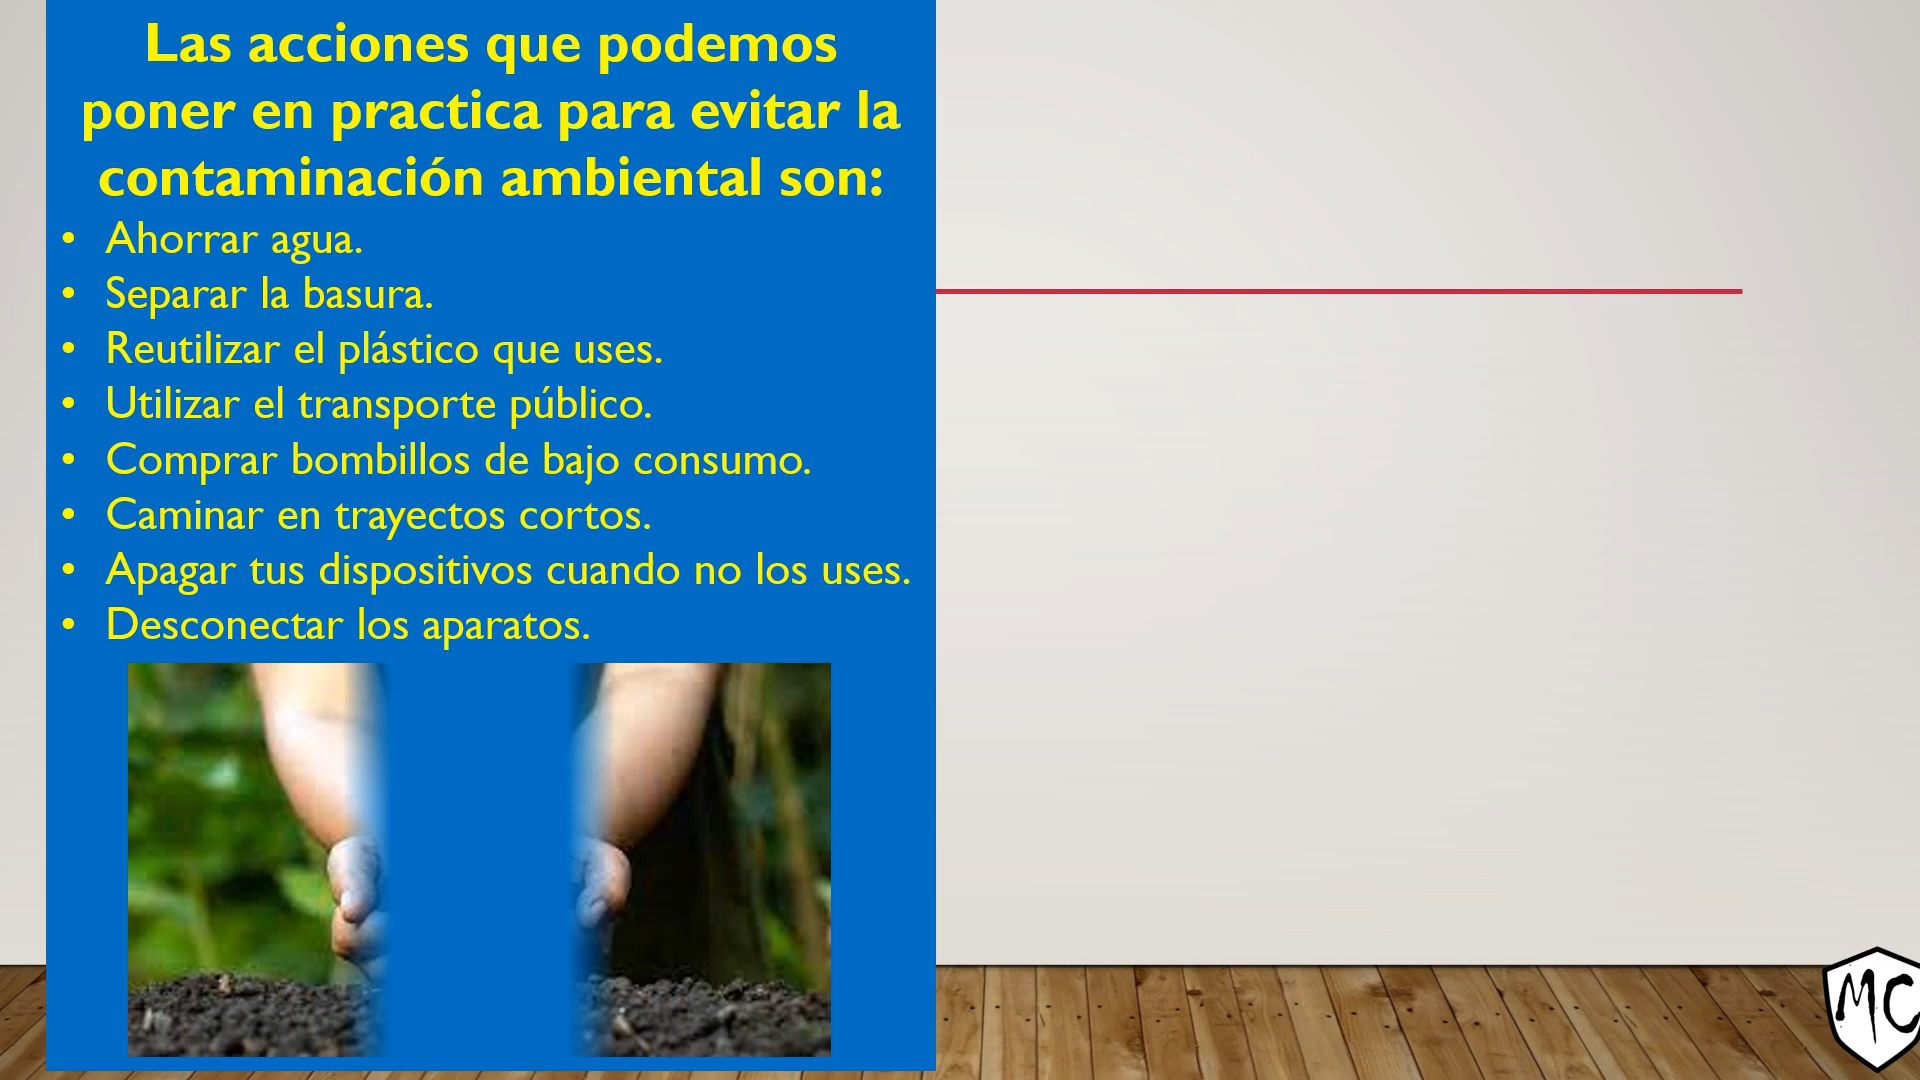 Las acciones que podemos
poner en practica para evitar la
contaminación ambiental son:
• Ahorrar agua.
• Separar la basura.
• Reutilizar el plástico que uses.
• Utilizar el transporte público.
• Comprar bombillos de bajo consumo.
• Caminar en trayectos cortos.
• Apagar tus dispositivos cuando no los uses.
• Desconectar los aparatos.
MC